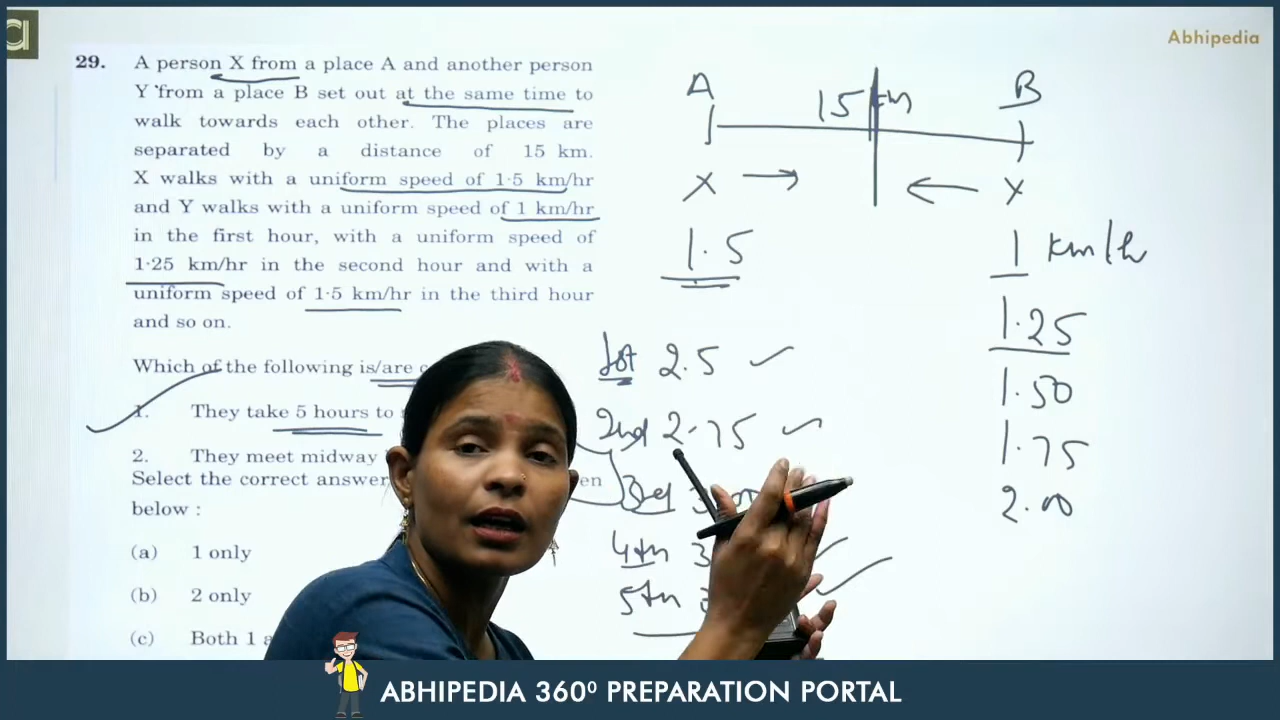 a
Abhipedia
29. A person X from a place A and another person
Y from a place B set out at the same time to
walk towards each other. The places are
separated by a distance of 15 km.
X walks with a uniform speed of 1·5 km/hr
and Y walks with a uniform speed of 1 km/hr
in the first hour, with a uniform speed of
1·25 km/hr in the second hour and with a
uniform speed of 1·5 km/hr in the third hour
and so on.
Which of the following is/are
1. They take 5 hours to
2. They meet midway
Select the correct answer
below :
(a) 1 only
(b) 2 only
(c) Both 1
A 15 km B
X
1.5 1 km/h
1.25
1.50
1.75
2.00
2.5
2nd 2.75
3
4th 3
5th
ABHIPEDIA 360⁰ PREPARATION PORTAL